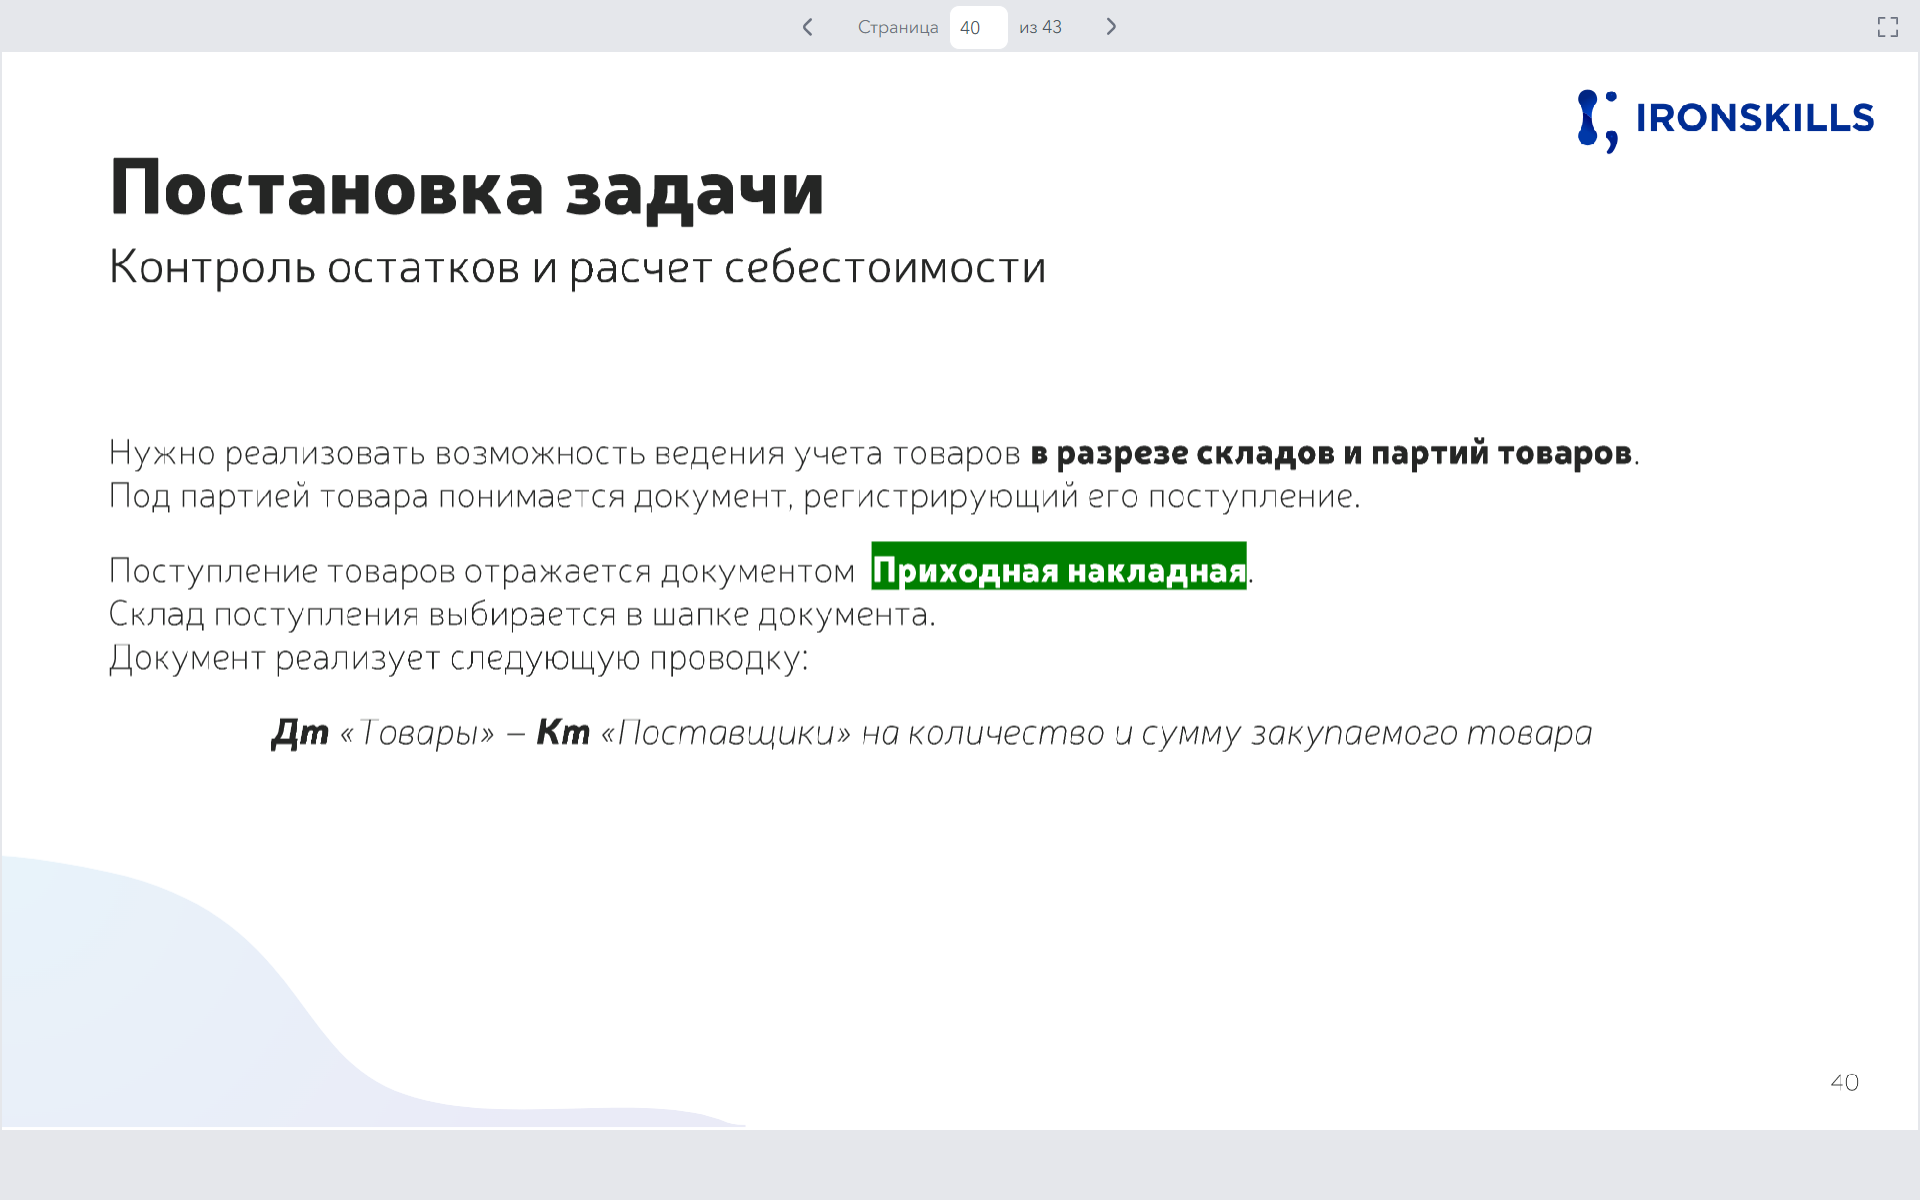 Страница 40 из 43
IRONSKILLS
Постановка задачи
Контроль остатков и расчет себестоимости
Нужно реализовать возможность ведения учета товаров в разрезе складов и партий товаров.
Под партией товара понимается документ, регистрирующий его поступление.
Поступление товаров отражается документом Приходная накладная.
Склад поступления выбирается в шапке документа.
Документ реализует следующую проводку:
Дт «Товары» – Кт «Поставщики» на количество и сумму закупаемого товара
40